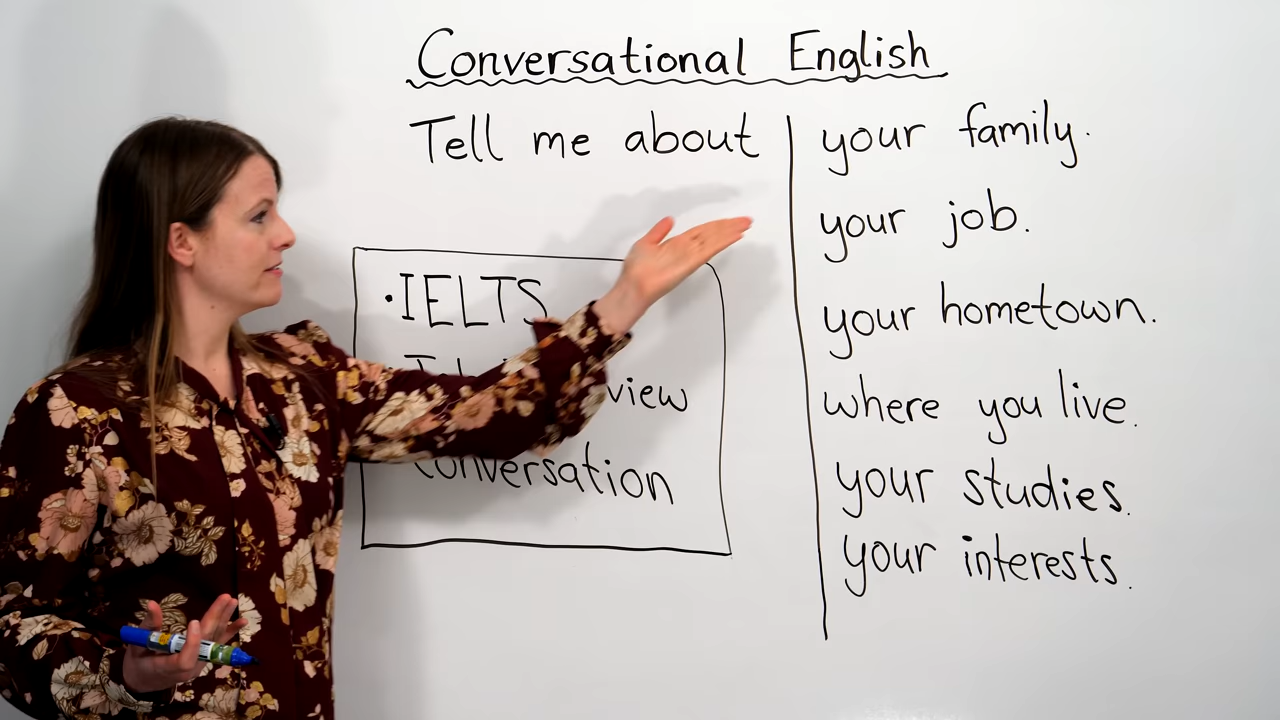 Conversational English
Tell me about
your family.
your job.
your hometown.
where you live.
your studies.
your interests.
•IELTS
view
Conversation